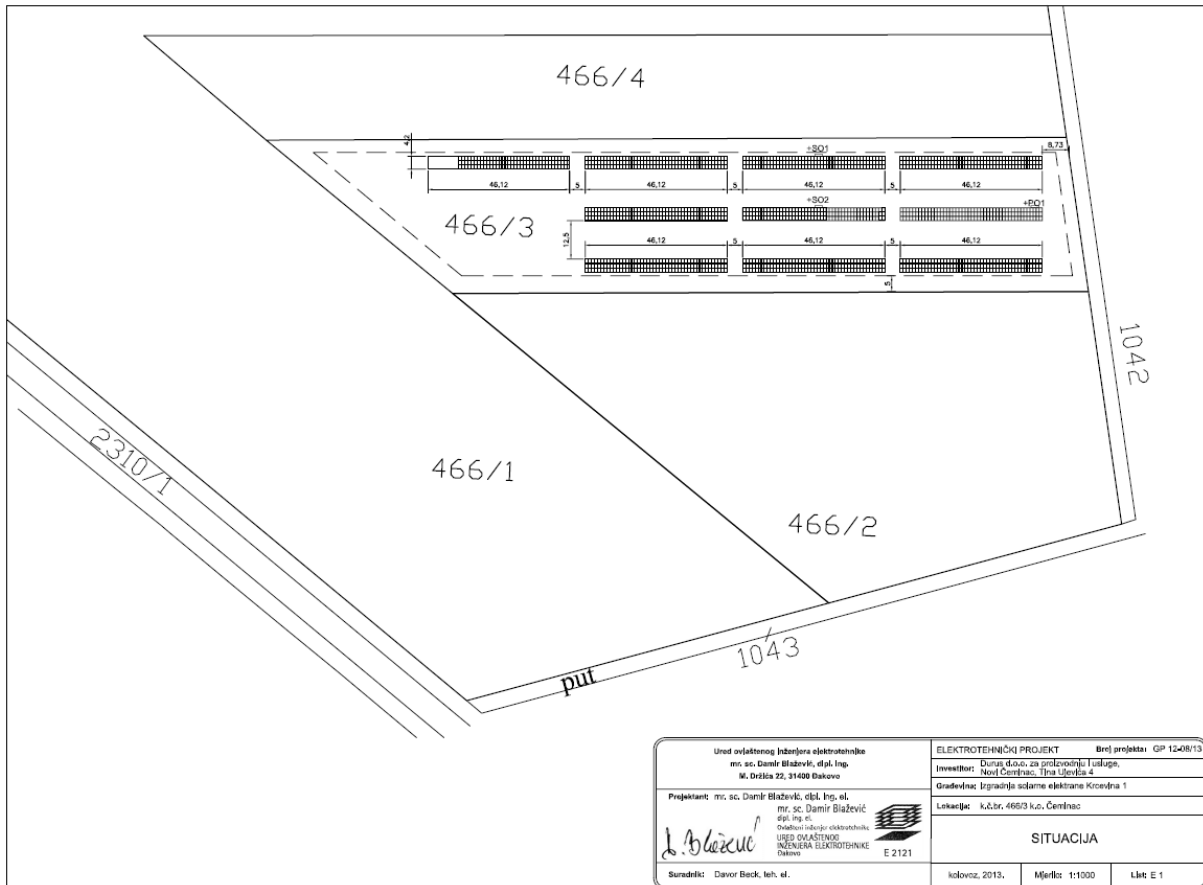 466/4
4,2
+SO1
8,73
46,12
5
46,12
5
46,12
5
46,12
466/3
+SO2
+PO1
12,5
46,12
5
46,12
5
46,12
5
1042
2310/1
466/1
466/2
1043
put
Ured ovlaštenog inženjera elektrotehnike
mr. sc. Damir Blažević, dipl. ing.
M. Držića 22, 31400 Đakovo
Projektant: mr. sc. Damir Blažević, dipl. ing. el.
mr. sc. Damir Blažević
dipl. ing. el.
Ovlašteni inženjer elektrotehnike
URED OVLAŠTENOG
INŽENJERA ELEKTROTEHNIKE
Đakovo
E 2121
D. Blažević
Suradnik: Davor Beck, teh. el.
ELEKTROTEHNIČKI PROJEKT Broj projekta: GP 12-08/13
Investitor: Durus d.o.o. za proizvodnju i usluge,
Novi Čeminac, Tina Ujevića 4
Građevina: Izgradnja solarne elektrane Krcevina 1
Lokacija: k.č.br. 466/3 k.o. Čeminac
SITUACIJA
kolovoz, 2013. Mjerilo: 1:1000 List: E 1